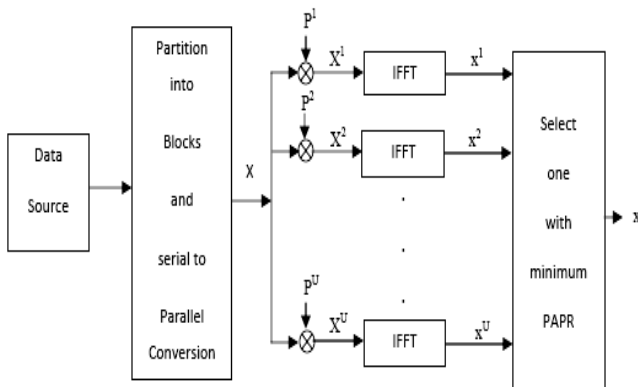 Data
Source
Partition
into
Blocks
and
serial to
Parallel
Conversion
X
P¹
X¹
IFFT
x¹
P²
X²
IFFT
x²
.
.
.
.
Pᵁ
Xᵁ
IFFT
xᵁ
Select
one
with
minimum
PAPR
x